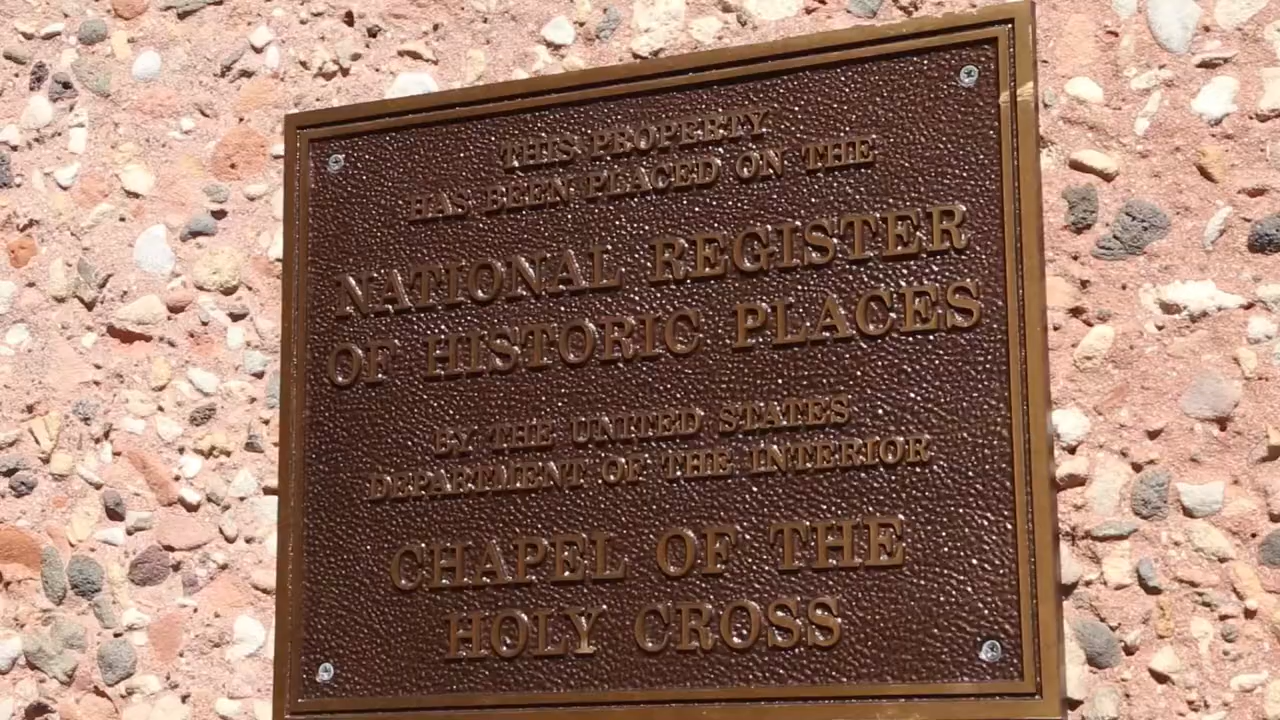 THIS PROPERTY
HAS BEEN PLACED ON THE
NATIONAL REGISTER
OF HISTORIC PLACES
BY THE UNITED STATES
DEPARTMENT OF THE INTERIOR
CHAPEL OF THE
HOLY CROSS